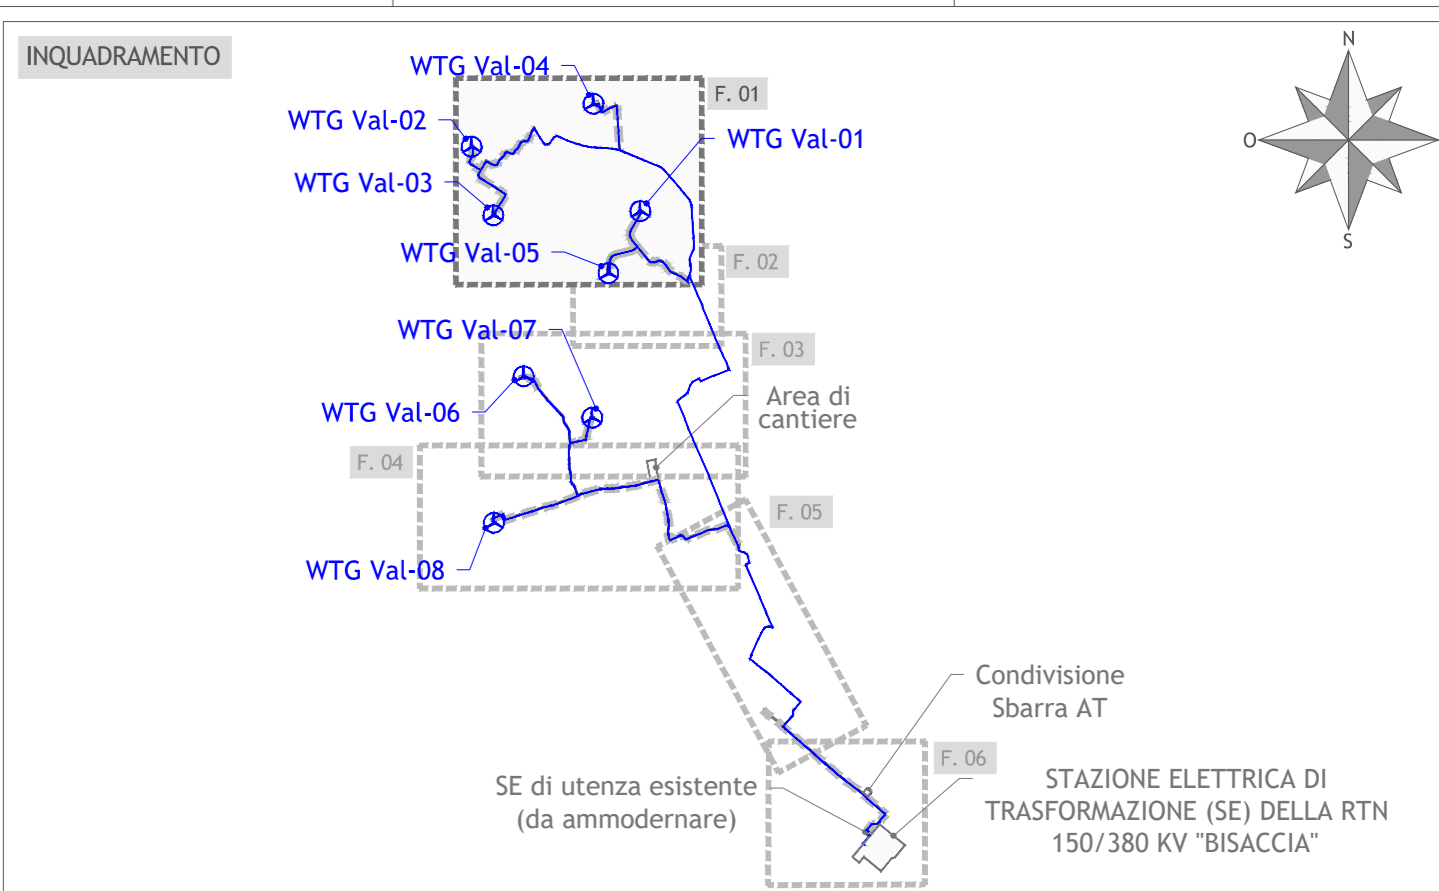 INQUADRAMENTO
N
WTG Val-04
F. 01
WTG Val-02
WTG Val-01
O
WTG Val-03
S
WTG Val-05
F. 02
WTG Val-07
F. 03
Area di
cantiere
WTG Val-06
F. 04
F. 05
WTG Val-08
Condivisione
Sbarra AT
F. 06
SE di utenza esistente
(da ammodernare)
STAZIONE ELETTRICA DI
TRASFORMAZIONE (SE) DELLA RTN
150/380 KV "BISACCIA"